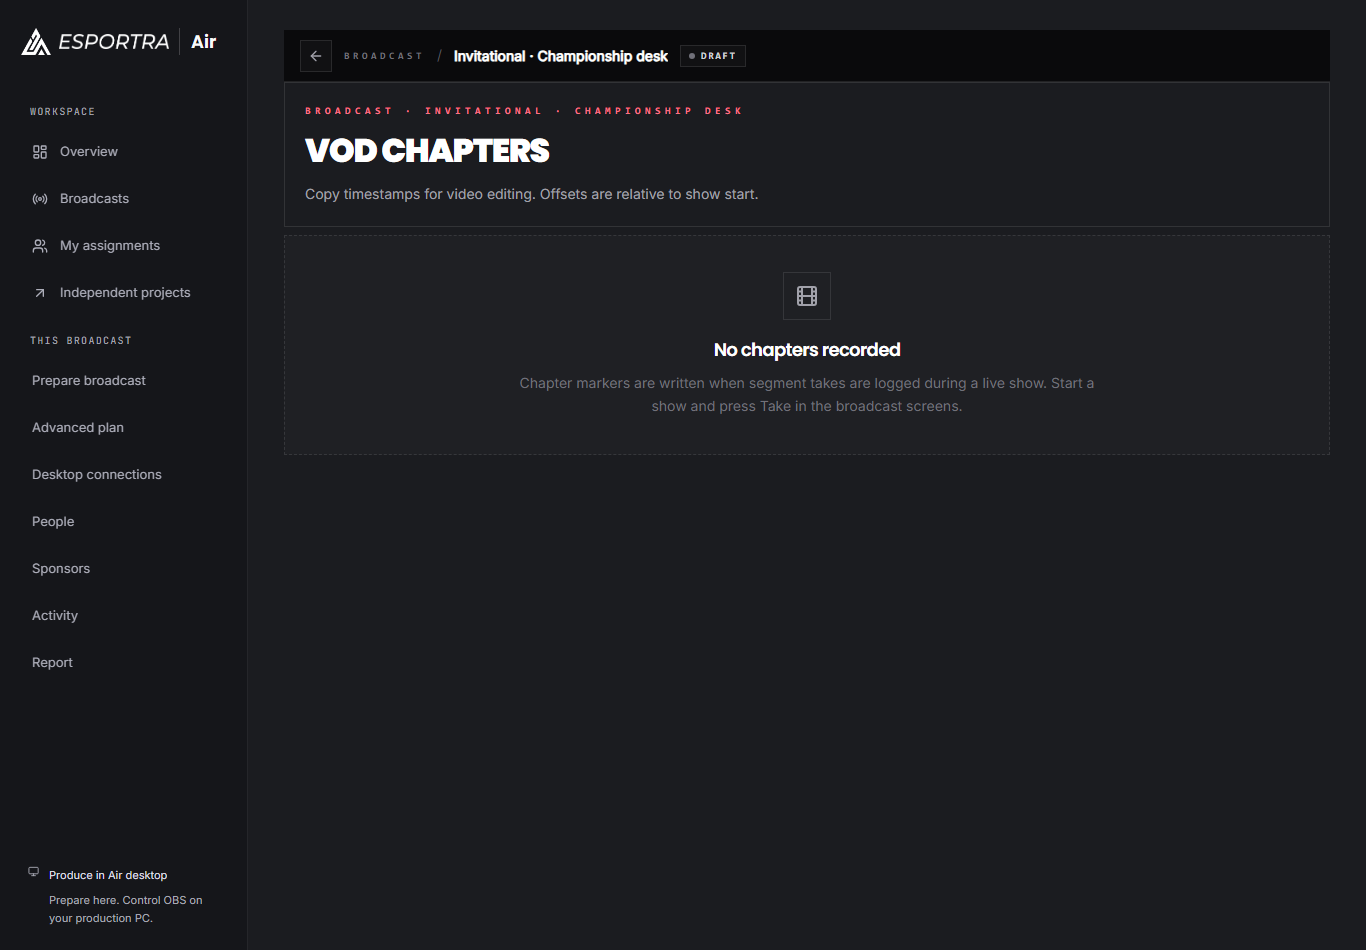 ESPORTRA Air
WORKSPACE
Overview
Broadcasts
My assignments
Independent projects
THIS BROADCAST
Prepare broadcast
Advanced plan
Desktop connections
People
Sponsors
Activity
Report
Produce in Air desktop
Prepare here. Control OBS on
your production PC.
BROADCAST / Invitational · Championship desk DRAFT
BROADCAST · INVITATIONAL · CHAMPIONSHIP DESK
VOD CHAPTERS
Copy timestamps for video editing. Offsets are relative to show start.
No chapters recorded
Chapter markers are written when segment takes are logged during a live show. Start a
show and press Take in the broadcast screens.